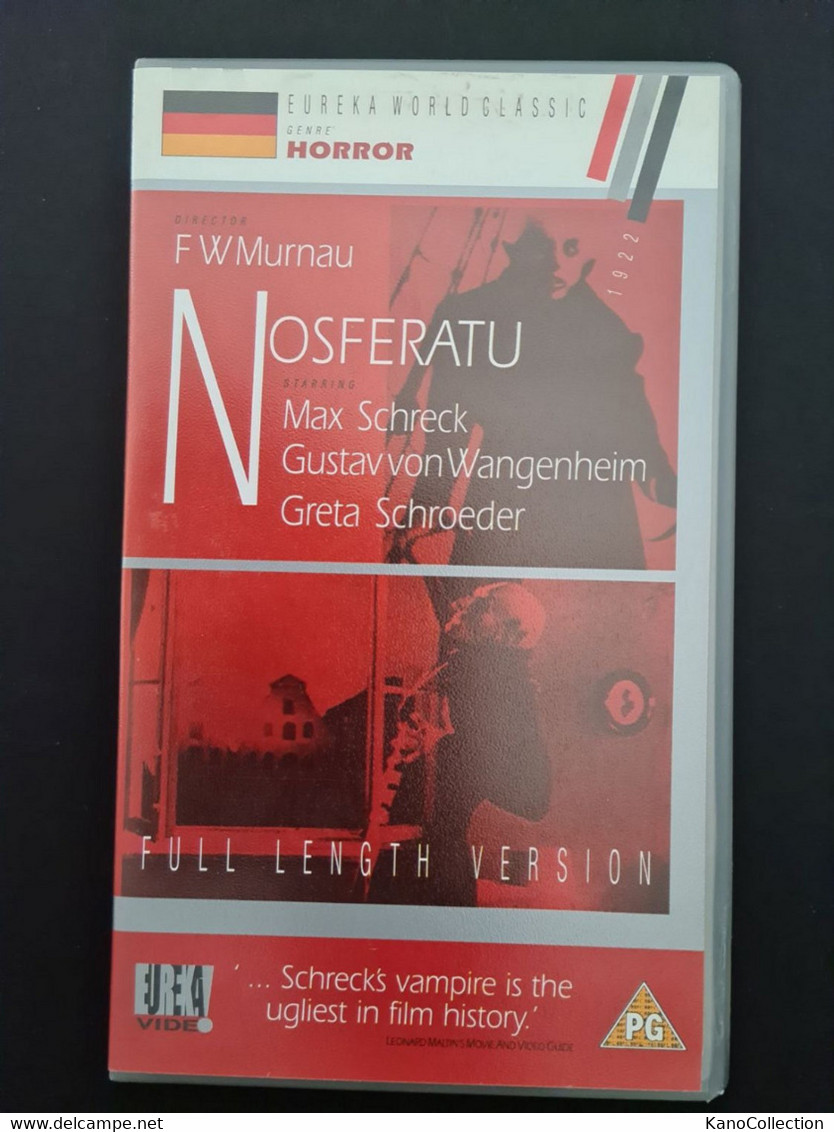 EUREKA WORLD CLASSIC
GENRE
HORROR
DIRECTOR
F W Murnau
1922
NOSFERATU
STARRING
Max Schreck
Gustav von Wangenheim
Greta Schroeder
FULL LENGTH VERSION
EUREKA!
VIDEO
'... Schreck's vampire is the
ugliest in film history.'
LEONARD MALTIN'S MOVIE AND VIDEO GUIDE
PG
www.delcampe.net
KanoCollection